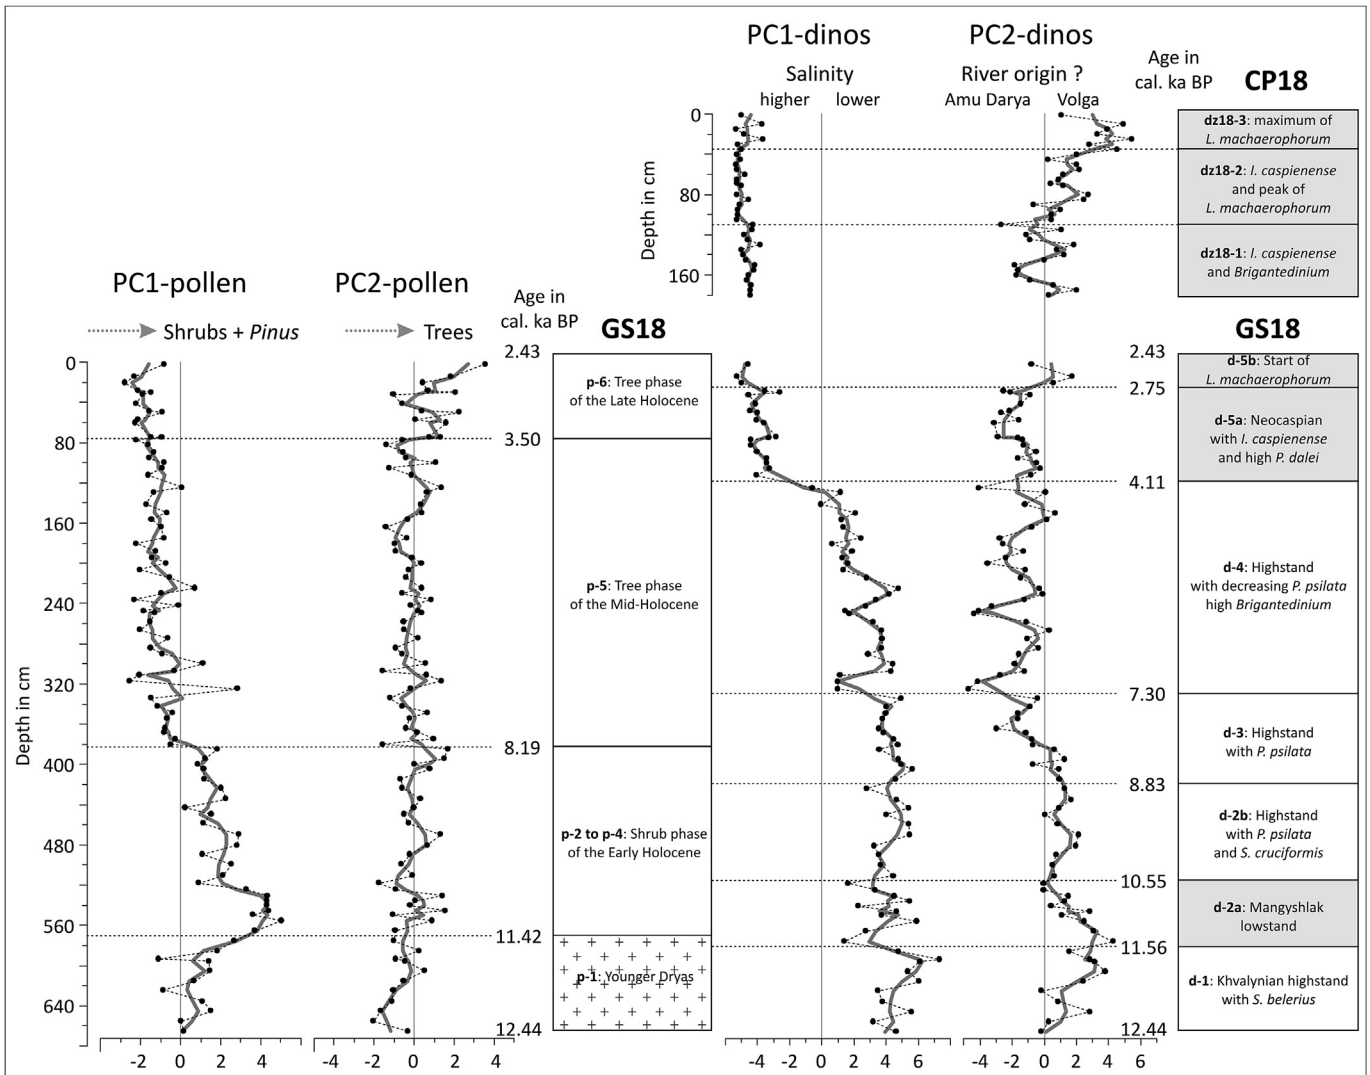 PC1-dinos
PC2-dinos
Salinity
higher lower
River origin ?
Amu Darya Volga
Age in
cal. ka BP
CP18
Depth in cm
0
80
160
dz18-3: maximum of
L. machaerophorum
dz18-2: I. caspienense
and peak of
L. machaerophorum
dz18-1: I. caspienense
and Brigantedinium
PC1-pollen
PC2-pollen
Shrubs + Pinus
Trees
Age in
cal. ka BP
GS18
GS18
Depth in cm
0
80
160
240
320
400
480
560
640
2.43
3.50
8.19
11.42
12.44
p-6: Tree phase
of the Late Holocene
p-5: Tree phase
of the Mid-Holocene
p-2 to p-4: Shrub phase
of the Early Holocene
p-1: Younger Dryas
2.43
2.75
4.11
7.30
8.83
10.55
11.56
12.44
d-5b: Start of
L. machaerophorum
d-5a: Neocaspian
with I. caspienense
and high P. dalei
d-4: Highstand
with decreasing P. psilata
high Brigantedinium
d-3: Highstand
with P. psilata
d-2b: Highstand
with P. psilata
and S. cruciformis
d-2a: Mangyshlak
lowstand
d-1: Khvalynian highstand
with S. belerius
-2 0 2 4
-4 -2 0 2 4
-4 -2 0 2 4 6
-2 0 2 4 6